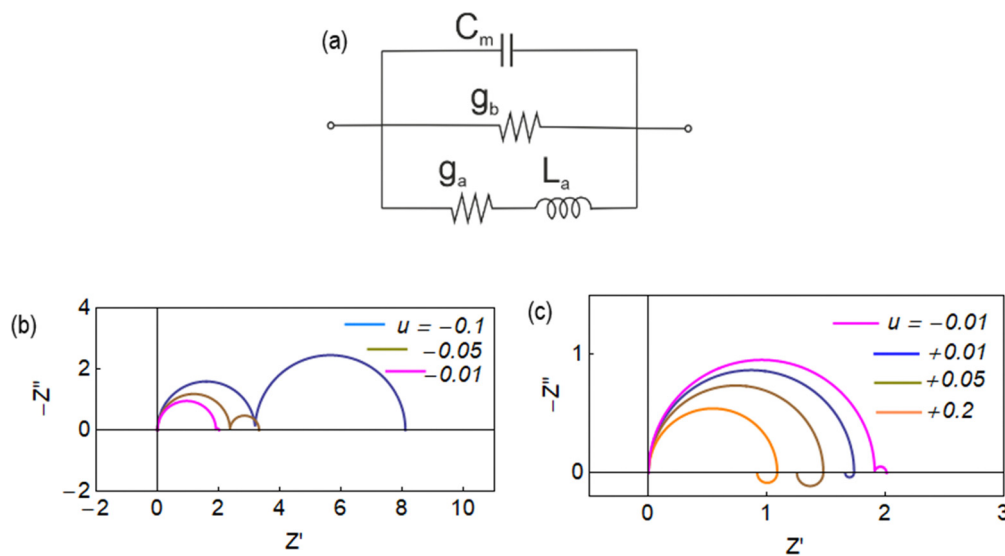 (a)
Cm
gb
ga La
(b)
4
2
0
−2
−2 0 2 4 6 8 10
-Z''
Z'
u = −0.1
−0.05
−0.01
(c)
1
0
0 1 2 3
-Z''
Z'
u = −0.01
+0.01
+0.05
+0.2